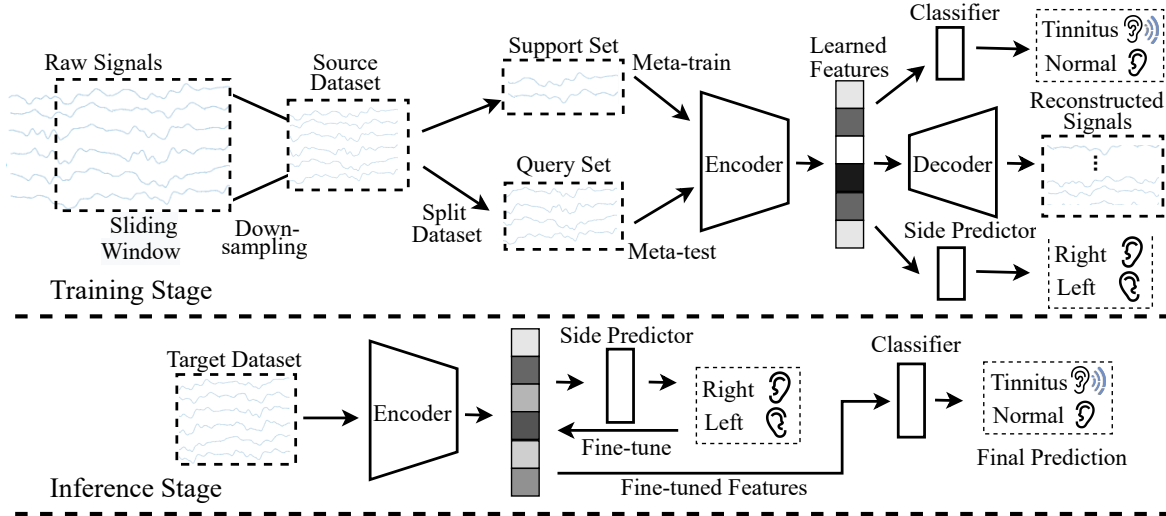 Raw Signals
Sliding
Window
Down-
sampling
Source
Dataset
Split
Dataset
Support Set
Query Set
Meta-train
Meta-test
Encoder
Learned
Features
Classifier
Tinnitus
Normal
Decoder
Reconstructed
Signals
Side Predictor
Right
Left
Training Stage
Target Dataset
Encoder
Side Predictor
Right
Left
Fine-tune
Fine-tuned Features
Classifier
Tinnitus
Normal
Final Prediction
Inference Stage